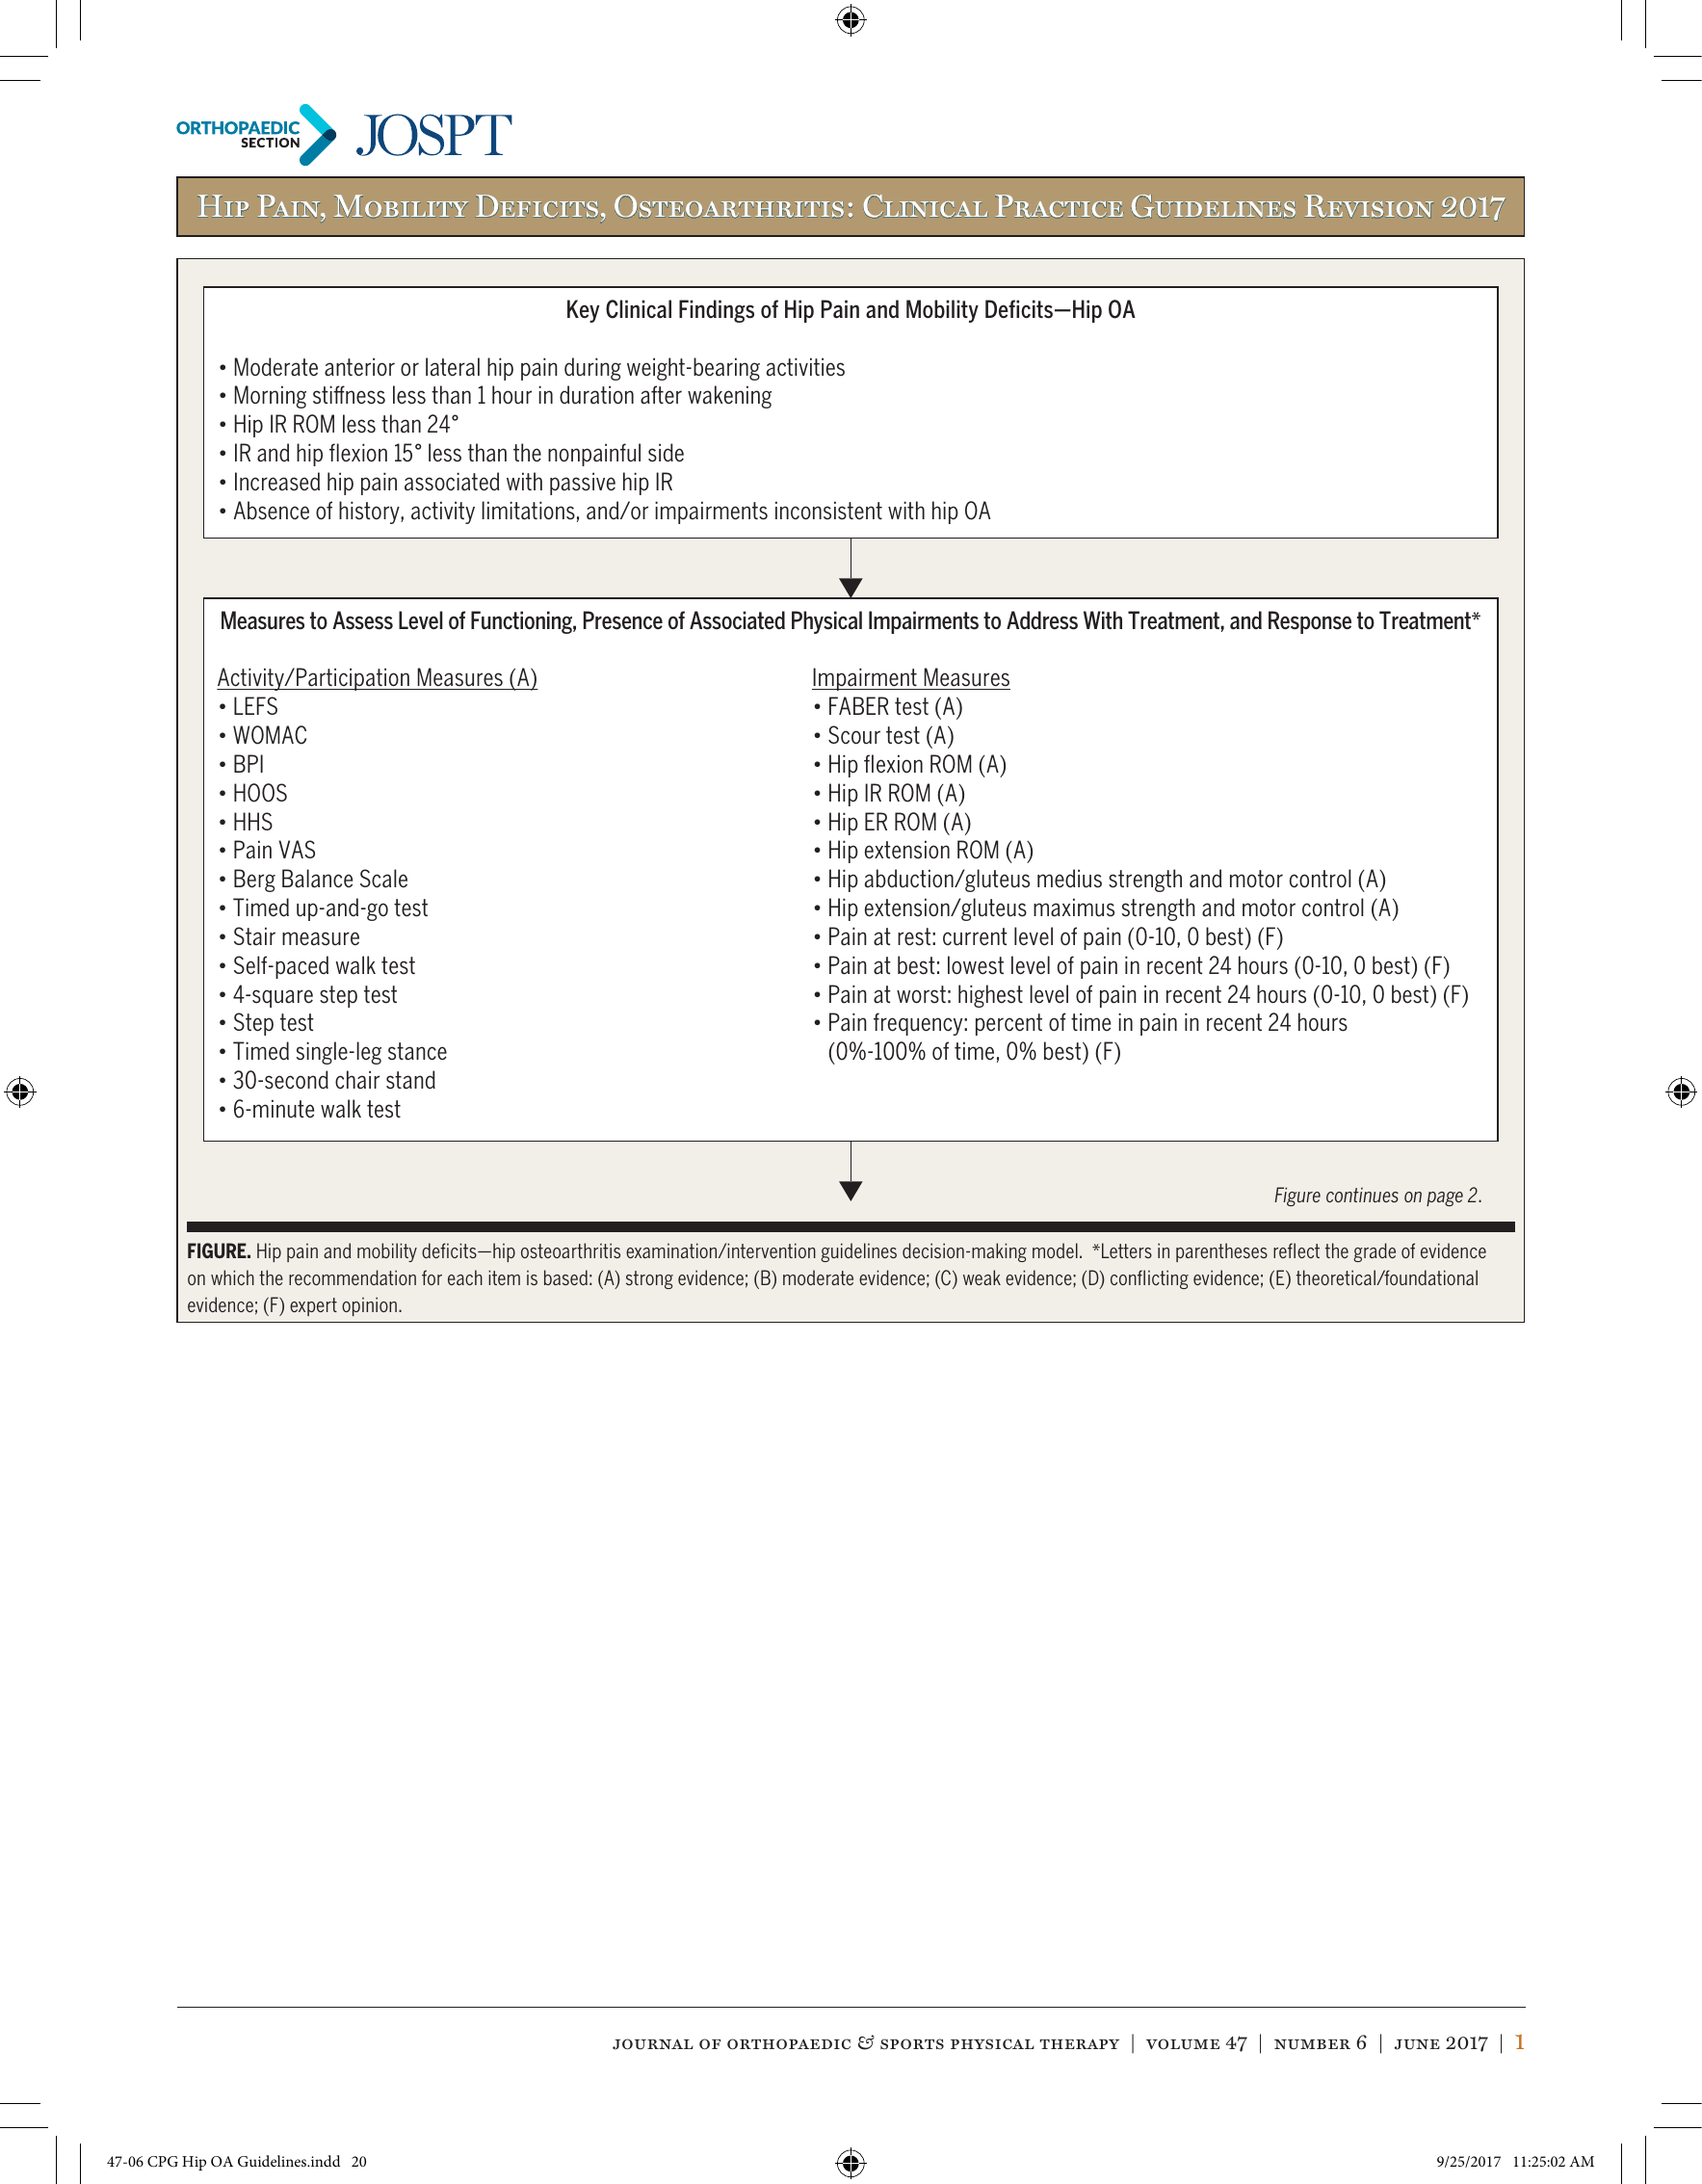 ORTHOPAEDIC
SECTION
JOSPT
Hip Pain, Mobility Deficits, Osteoarthritis: Clinical Practice Guidelines Revision 2017
Key Clinical Findings of Hip Pain and Mobility Deficits—Hip OA
• Moderate anterior or lateral hip pain during weight-bearing activities
• Morning stiffness less than 1 hour in duration after wakening
• Hip IR ROM less than 24°
• IR and hip flexion 15° less than the nonpainful side
• Increased hip pain associated with passive hip IR
• Absence of history, activity limitations, and/or impairments inconsistent with hip OA
Measures to Assess Level of Functioning, Presence of Associated Physical Impairments to Address With Treatment, and Response to Treatment*
Activity/Participation Measures (A)
• LEFS
• WOMAC
• BPI
• HOOS
• HHS
• Pain VAS
• Berg Balance Scale
• Timed up-and-go test
• Stair measure
• Self-paced walk test
• 4-square step test
• Step test
• Timed single-leg stance
• 30-second chair stand
• 6-minute walk test
Impairment Measures
• FABER test (A)
• Scour test (A)
• Hip flexion ROM (A)
• Hip IR ROM (A)
• Hip ER ROM (A)
• Hip extension ROM (A)
• Hip abduction/gluteus medius strength and motor control (A)
• Hip extension/gluteus maximus strength and motor control (A)
• Pain at rest: current level of pain (0-10, 0 best) (F)
• Pain at best: lowest level of pain in recent 24 hours (0-10, 0 best) (F)
• Pain at worst: highest level of pain in recent 24 hours (0-10, 0 best) (F)
• Pain frequency: percent of time in pain in recent 24 hours
(0%-100% of time, 0% best) (F)
Figure continues on page 2.
FIGURE. Hip pain and mobility deficits—hip osteoarthritis examination/intervention guidelines decision-making model. *Letters in parentheses reflect the grade of evidence
on which the recommendation for each item is based: (A) strong evidence; (B) moderate evidence; (C) weak evidence; (D) conflicting evidence; (E) theoretical/foundational
evidence; (F) expert opinion.
journal of orthopaedic & sports physical therapy | volume 47 | number 6 | june 2017 | 1
47-06 CPG Hip OA Guidelines.indd 20
9/25/2017 11:25:02 AM